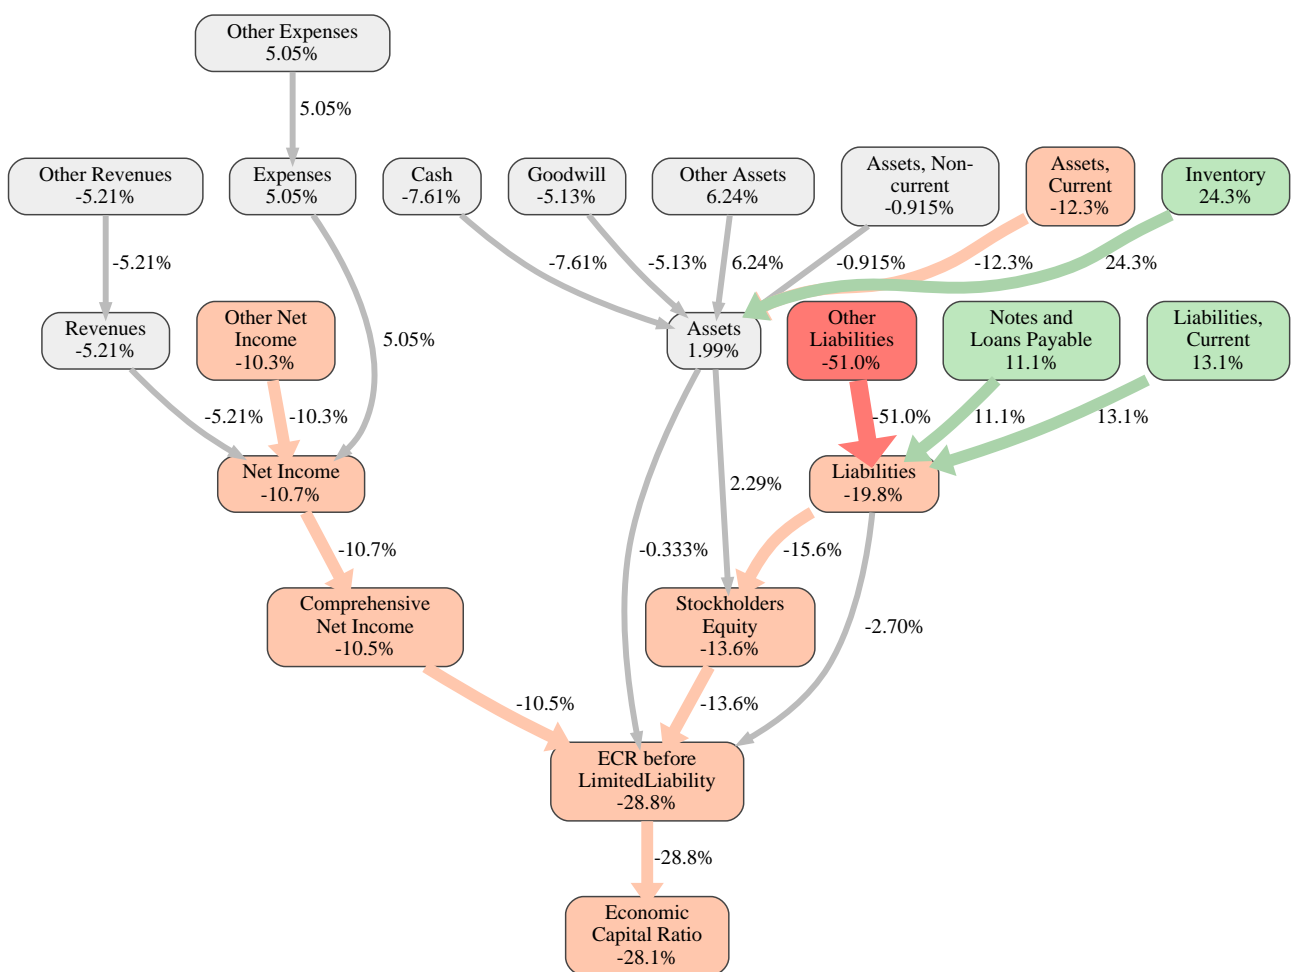 Other Expenses
5.05%
5.05%
Other Revenues
-5.21%
Expenses
5.05%
Cash
-7.61%
Goodwill
-5.13%
Other Assets
6.24%
Assets, Non-
current
-0.915%
Assets,
Current
-12.3%
Inventory
24.3%
-5.21%
-7.61%
-5.13%
6.24%
-0.915%
-12.3%
24.3%
Revenues
-5.21%
Other Net
Income
-10.3%
5.05%
Assets
1.99%
Other
Liabilities
-51.0%
Notes and
Loans Payable
11.1%
Liabilities,
Current
13.1%
-5.21%
-10.3%
-51.0%
11.1%
13.1%
Net Income
-10.7%
2.29%
Liabilities
-19.8%
-10.7%
-0.333%
-15.6%
Comprehensive
Net Income
-10.5%
Stockholders
Equity
-13.6%
-2.70%
-10.5%
-13.6%
ECR before
LimitedLiability
-28.8%
-28.8%
Economic
Capital Ratio
-28.1%